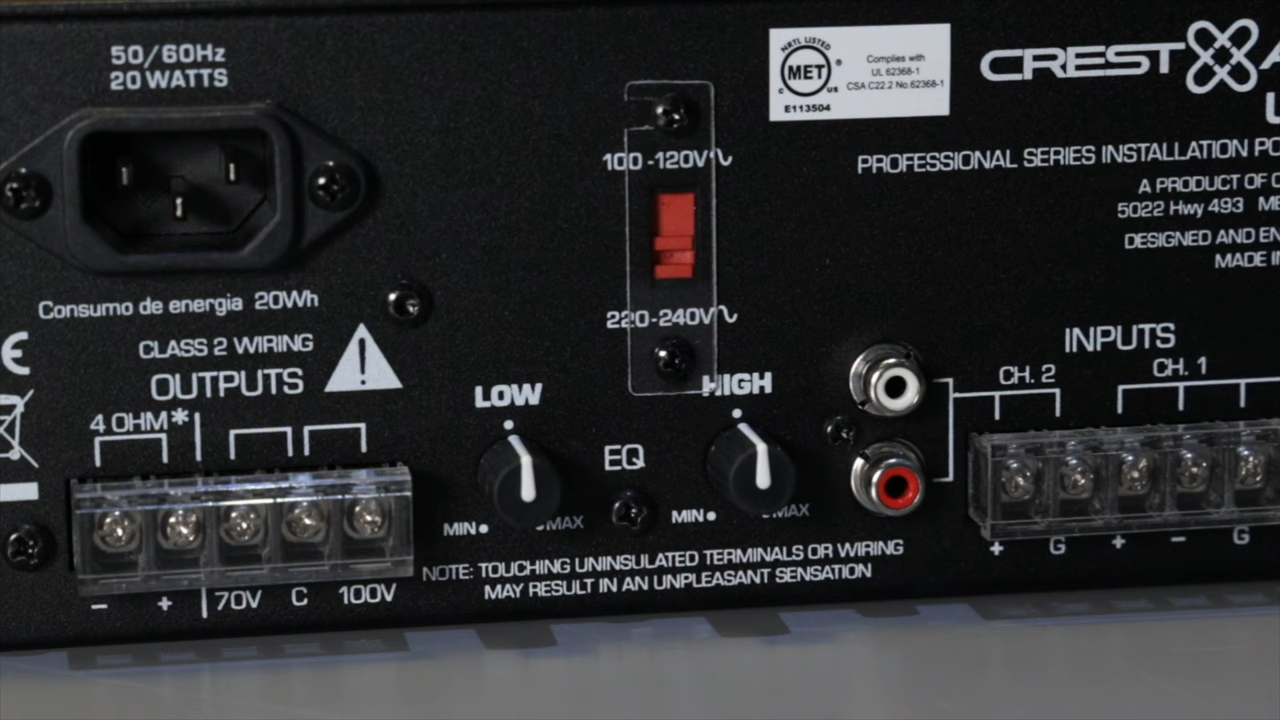 50/60Hz
20 WATTS
NRTL LISTED
MET
®
C US
E113504
Complies with
UL 62368-1
CSA C22.2 No.62368-1
CREST
PROFESSIONAL SERIES INSTALLATION
A PRODUCT OF
5022 Hwy 493
DESIGNED AND
MADE IN
100-120V
220-240V
Consumo de energia 20Wh
CE
CLASS 2 WIRING
OUTPUTS
4 OHM*
- + 70V C 100V
LOW
HIGH
EQ
MIN MAX
MIN MAX
NOTE: TOUCHING UNINSULATED TERMINALS OR WIRING
MAY RESULT IN AN UNPLEASANT SENSATION
INPUTS
CH. 2 CH. 1
+ G + - G